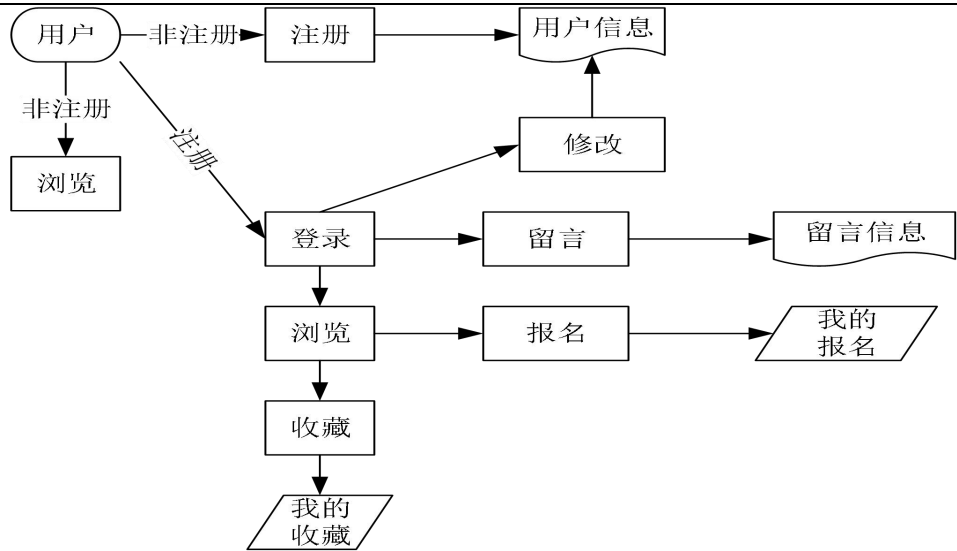 用户
非注册
注册
用户信息
非注册
注册
修改
浏览
登录
留言
留言信息
浏览
报名
我的
报名
收藏
我的
收藏